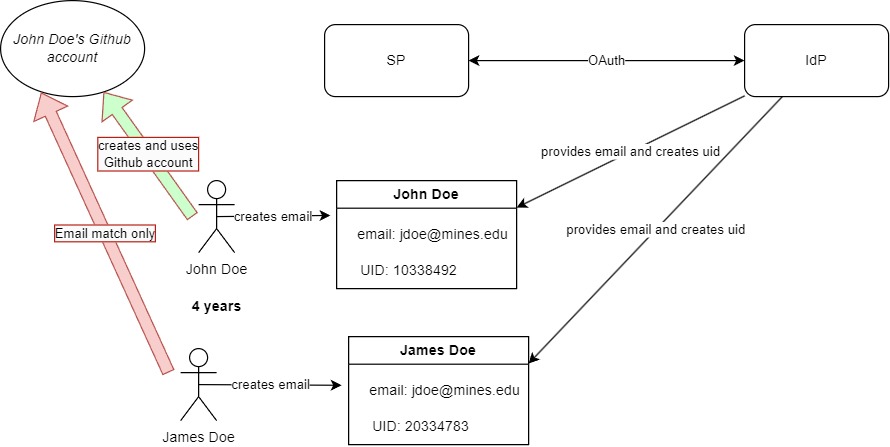 John Doe's Github
account
SP
OAuth
IdP
creates and uses
Github account
provides email and creates uid
John Doe
creates email
email: jdoe@mines.edu
Email match only
provides email and creates uid
John Doe
UID: 10338492
4 years
James Doe
creates email
email: jdoe@mines.edu
James Doe
UID: 20334783